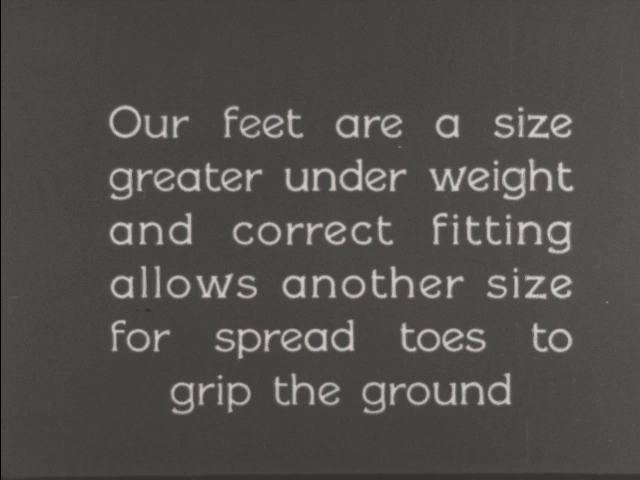 Our feet are a size
greater under weight
and correct fitting
allows another size
for spread toes to
grip the ground